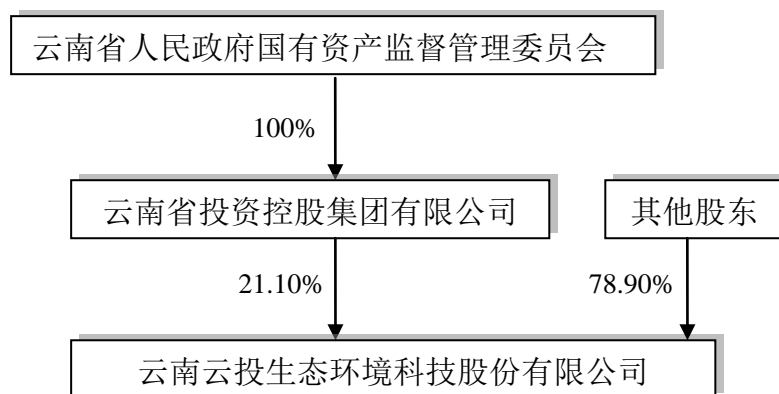 云南省人民政府国有资产监督管理委员会
100%
云南省投资控股集团有限公司
其他股东
21.10%
78.90%
云南云投生态环境科技股份有限公司